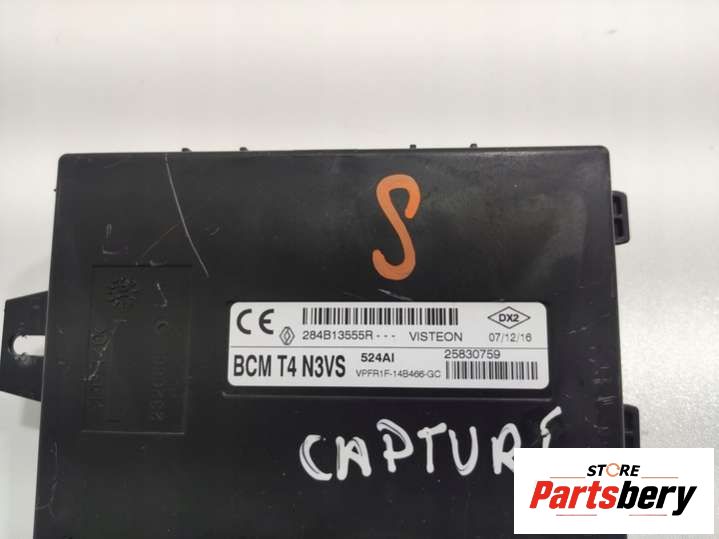 S
CE 284B13555R--- VISTEON DX2 07/12/16
BCM T4 N3VS 524AI 25830759
VPFR1F-14B466-GC
CAPTURE
STORE
Partsbery